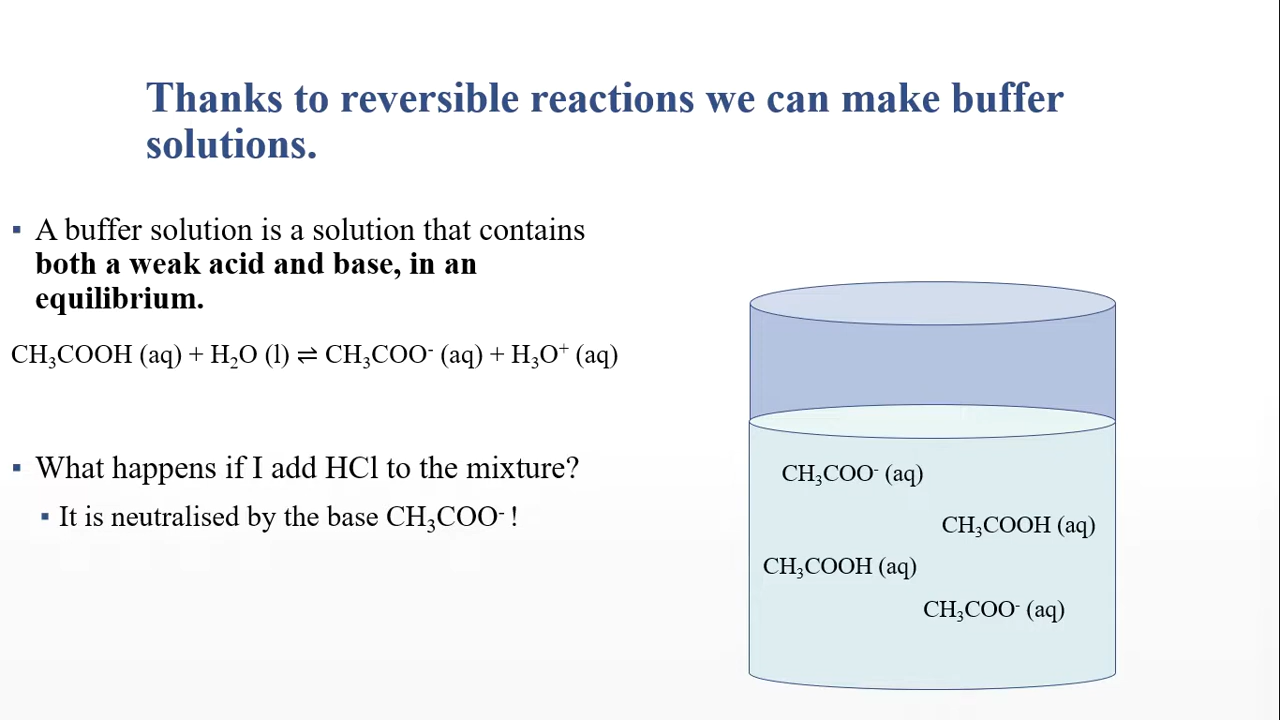 Thanks to reversible reactions we can make buffer
solutions.
▪ A buffer solution is a solution that contains
both a weak acid and base, in an
equilibrium.
CH₃COOH (aq) + H₂O (l) ⇌ CH₃COO⁻ (aq) + H₃O⁺ (aq)
▪ What happens if I add HCl to the mixture?
▪ It is neutralised by the base CH₃COO⁻ !
CH₃COO⁻ (aq)
CH₃COOH (aq)
CH₃COOH (aq)
CH₃COO⁻ (aq)